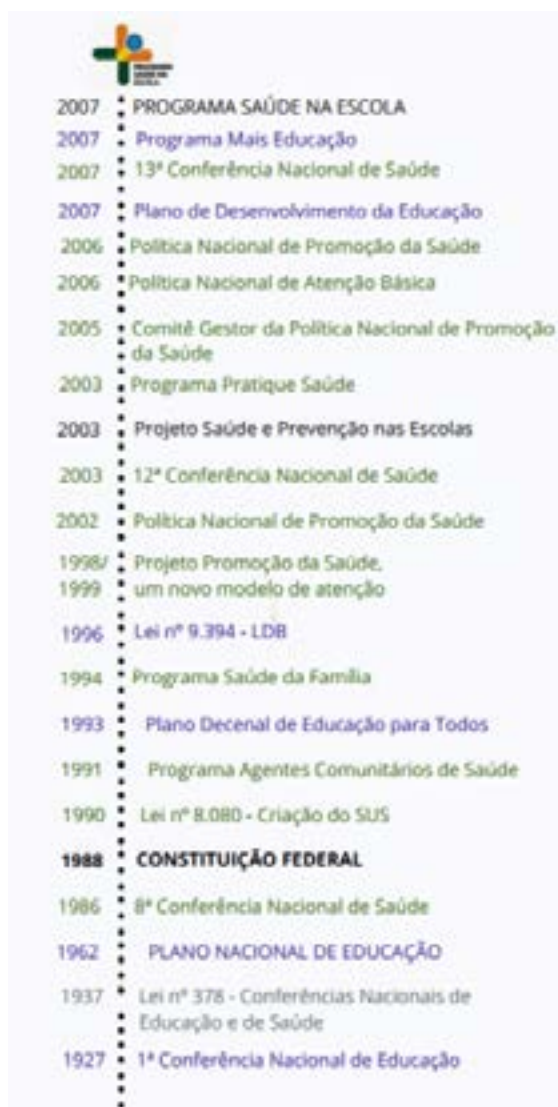 PROGRAMA
SAÚDE NA
ESCOLA
2007 PROGRAMA SAÚDE NA ESCOLA
2007 Programa Mais Educação
2007 13ª Conferência Nacional de Saúde
2007 Plano de Desenvolvimento da Educação
2006 Política Nacional de Promoção da Saúde
2006 Política Nacional de Atenção Básica
2005 Comitê Gestor da Política Nacional de Promoção
da Saúde
2003 Programa Pratique Saúde
2003 Projeto Saúde e Prevenção nas Escolas
2003 12ª Conferência Nacional de Saúde
2002 Política Nacional de Promoção da Saúde
1998/ Projeto Promoção da Saúde,
1999 um novo modelo de atenção
1996 Lei nº 9.394 - LDB
1994 Programa Saúde da Família
1993 Plano Decenal de Educação para Todos
1991 Programa Agentes Comunitários de Saúde
1990 Lei nº 8.080 - Criação do SUS
1988 CONSTITUIÇÃO FEDERAL
1986 8ª Conferência Nacional de Saúde
1962 PLANO NACIONAL DE EDUCAÇÃO
1937 Lei nº 378 - Conferências Nacionais de
Educação e de Saúde
1927 1ª Conferência Nacional de Educação